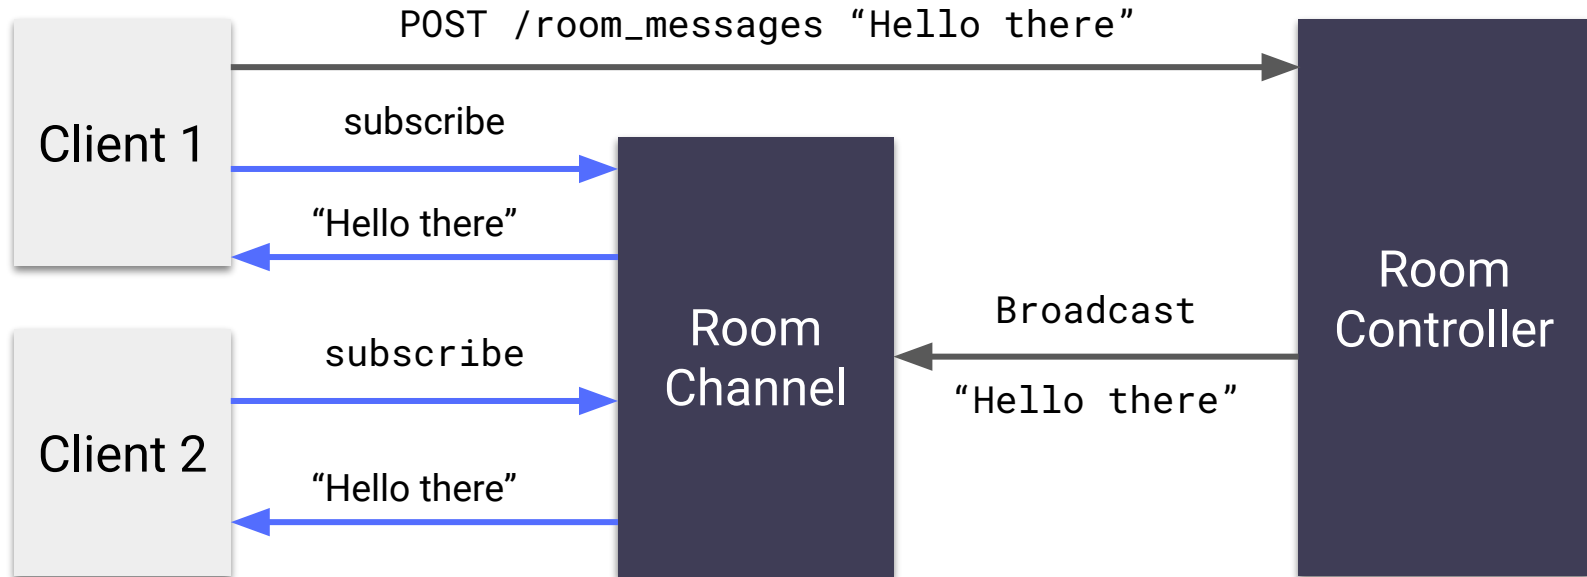 POST /room_messages “Hello there”
Client 1
subscribe
“Hello there”
Client 2
subscribe
“Hello there”
Room
Channel
Broadcast
“Hello there”
Room
Controller